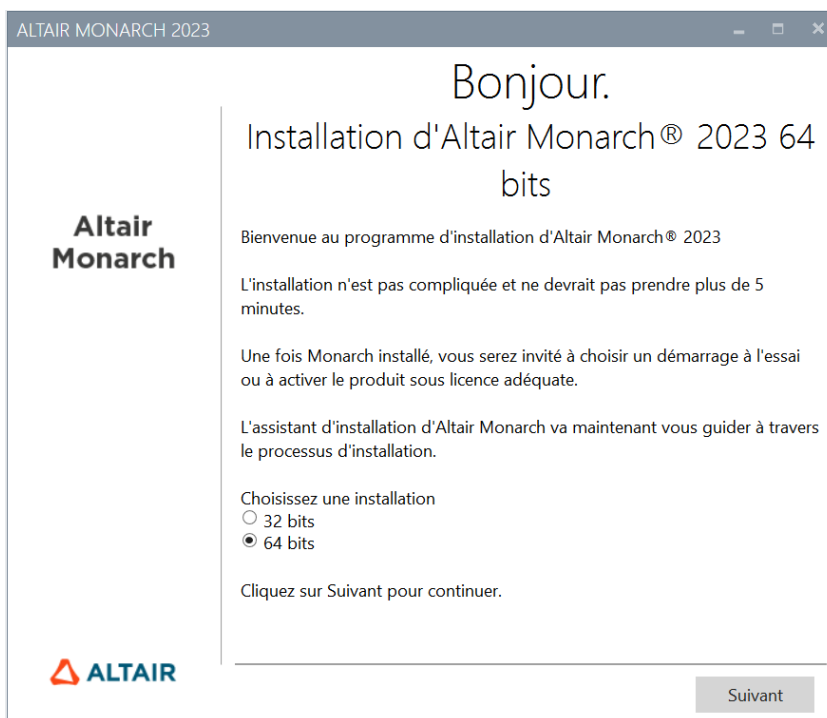 ALTAIR MONARCH 2023
Bonjour.
Installation d'Altair Monarch® 2023 64
bits
Altair
Monarch
Bienvenue au programme d'installation d'Altair Monarch® 2023
L'installation n'est pas compliquée et ne devrait pas prendre plus de 5
minutes.
Une fois Monarch installé, vous serez invité à choisir un démarrage à l'essai
ou à activer le produit sous licence adéquate.
L'assistant d'installation d'Altair Monarch va maintenant vous guider à travers
le processus d'installation.
Choisissez une installation
32 bits
64 bits
Cliquez sur Suivant pour continuer.
ALTAIR
Suivant